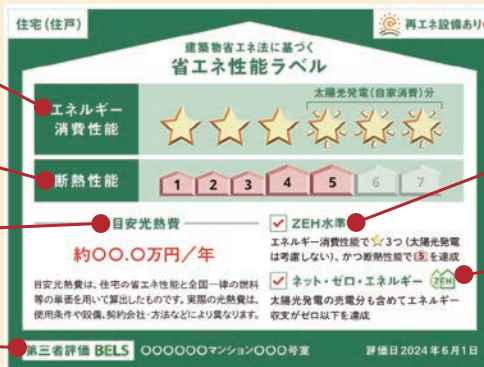 住宅(住戸)
再エネ設備あり
建築物省エネ法に基づく
省エネ性能ラベル
太陽光発電(自家消費)分
エネルギー
消費性能
断熱性能
1 2 3 4 5 6 7
目安光熱費
約〇〇.〇万円/年
目安光熱費は、住宅の省エネ性能と全国一律の燃料
等の単価を用いて算出したものです。実際の光熱費は、
使用条件や設備、契約会社・方法などにより異なります。
ZEH水準
エネルギー消費性能で☆3つ(太陽光発電
は考慮しない)、かつ断熱性能で5を達成
ネット・ゼロ・エネルギー ZEH
太陽光発電の売電分も含めてエネルギー
収支がゼロ以下を達成
第三者評価 BELS 〇〇〇〇〇〇マンション〇〇〇号室 評価日2024年6月1日